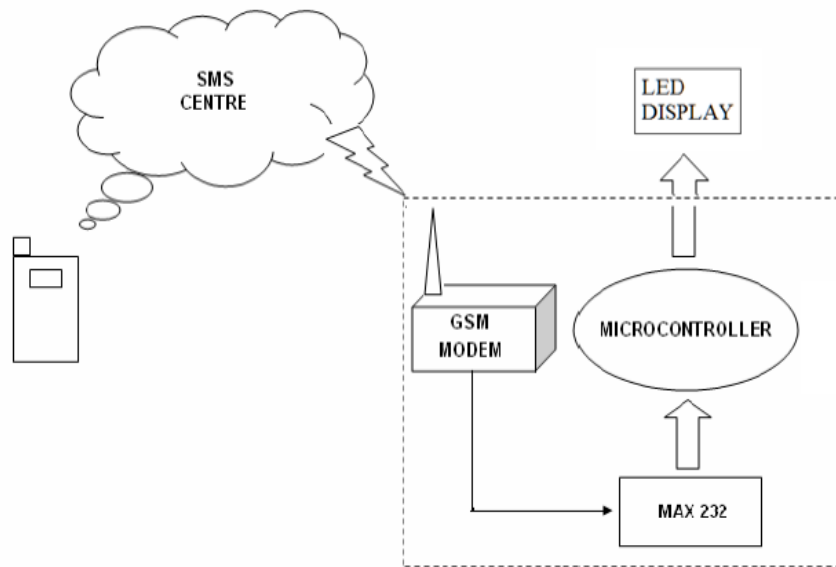 SMS
CENTRE
LED
DISPLAY
GSM
MODEM
MICROCONTROLLER
MAX 232